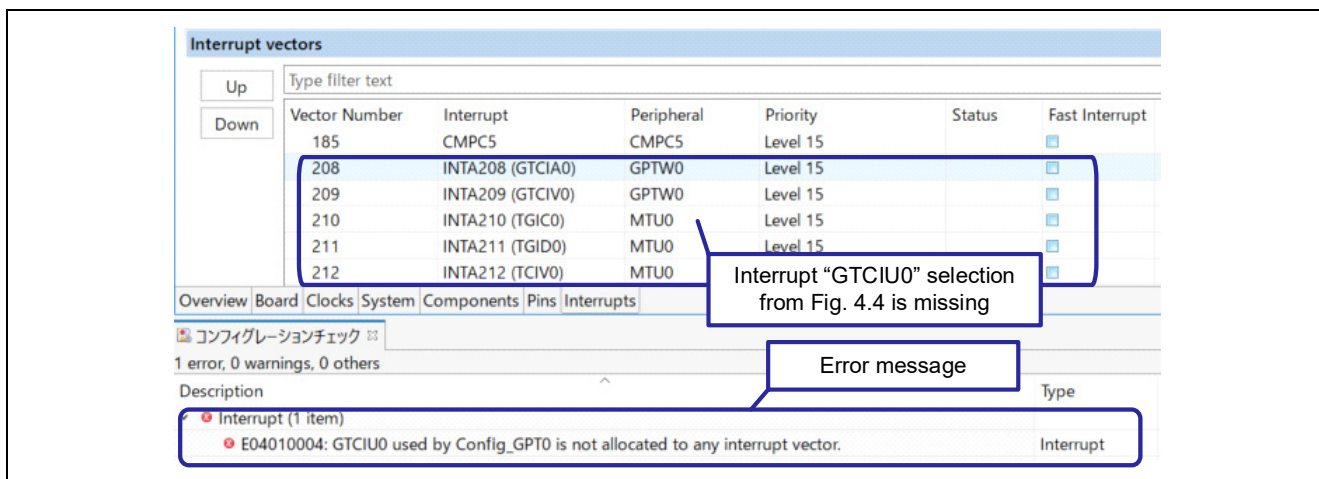 Interrupt vectors
Up
Type filter text
Down
Vector Number Interrupt Peripheral Priority Status Fast Interrupt
185 CMPC5 CMPC5 Level 15
208 INTA208 (GTCIA0) GPTW0 Level 15
209 INTA209 (GTCIV0) GPTW0 Level 15
210 INTA210 (TGIC0) MTU0 Level 15
211 INTA211 (TGID0) MTU0 Level 15
212 INTA212 (TCIV0) MTU0
Interrupt “GTCIU0” selection
from Fig. 4.4 is missing
Overview Board Clocks System Components Pins Interrupts
コンフィグレーションチェック
1 error, 0 warnings, 0 others
Error message
Description Type
Interrupt (1 item)
E04010004: GTCIU0 used by Config_GPT0 is not allocated to any interrupt vector. Interrupt